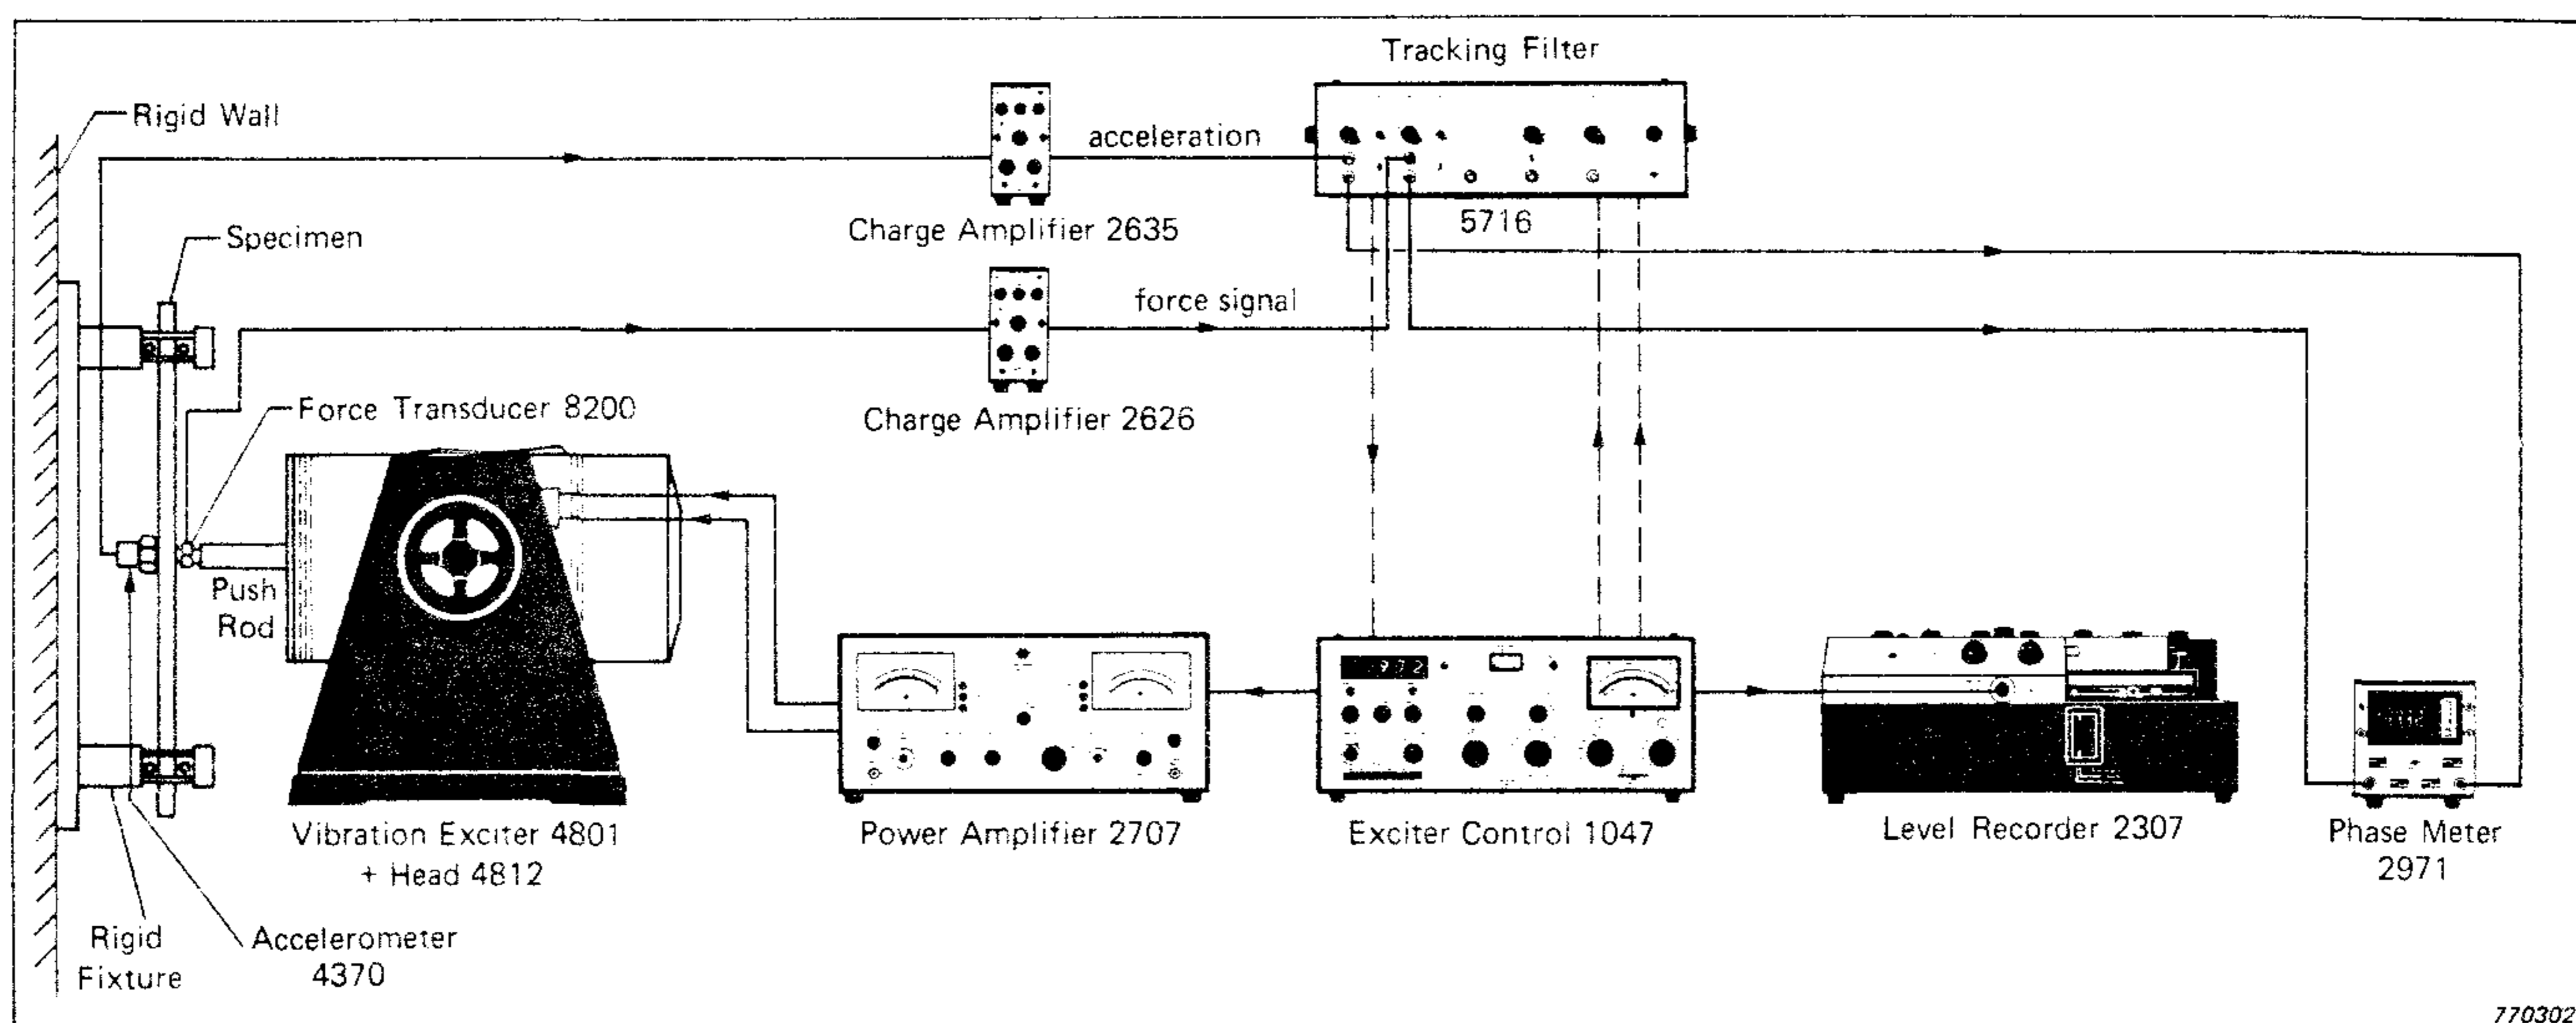 Tracking Filter
Rigid Wall
acceleration
Specimen
Charge Amplifier 2635
5716
force signal
Force Transducer 8200
Charge Amplifier 2626
Push
Rod
Vibration Exciter 4801
+ Head 4812
Power Amplifier 2707
Exciter Control 1047
Level Recorder 2307
Phase Meter
2971
Rigid
Fixture
Accelerometer
4370
770302